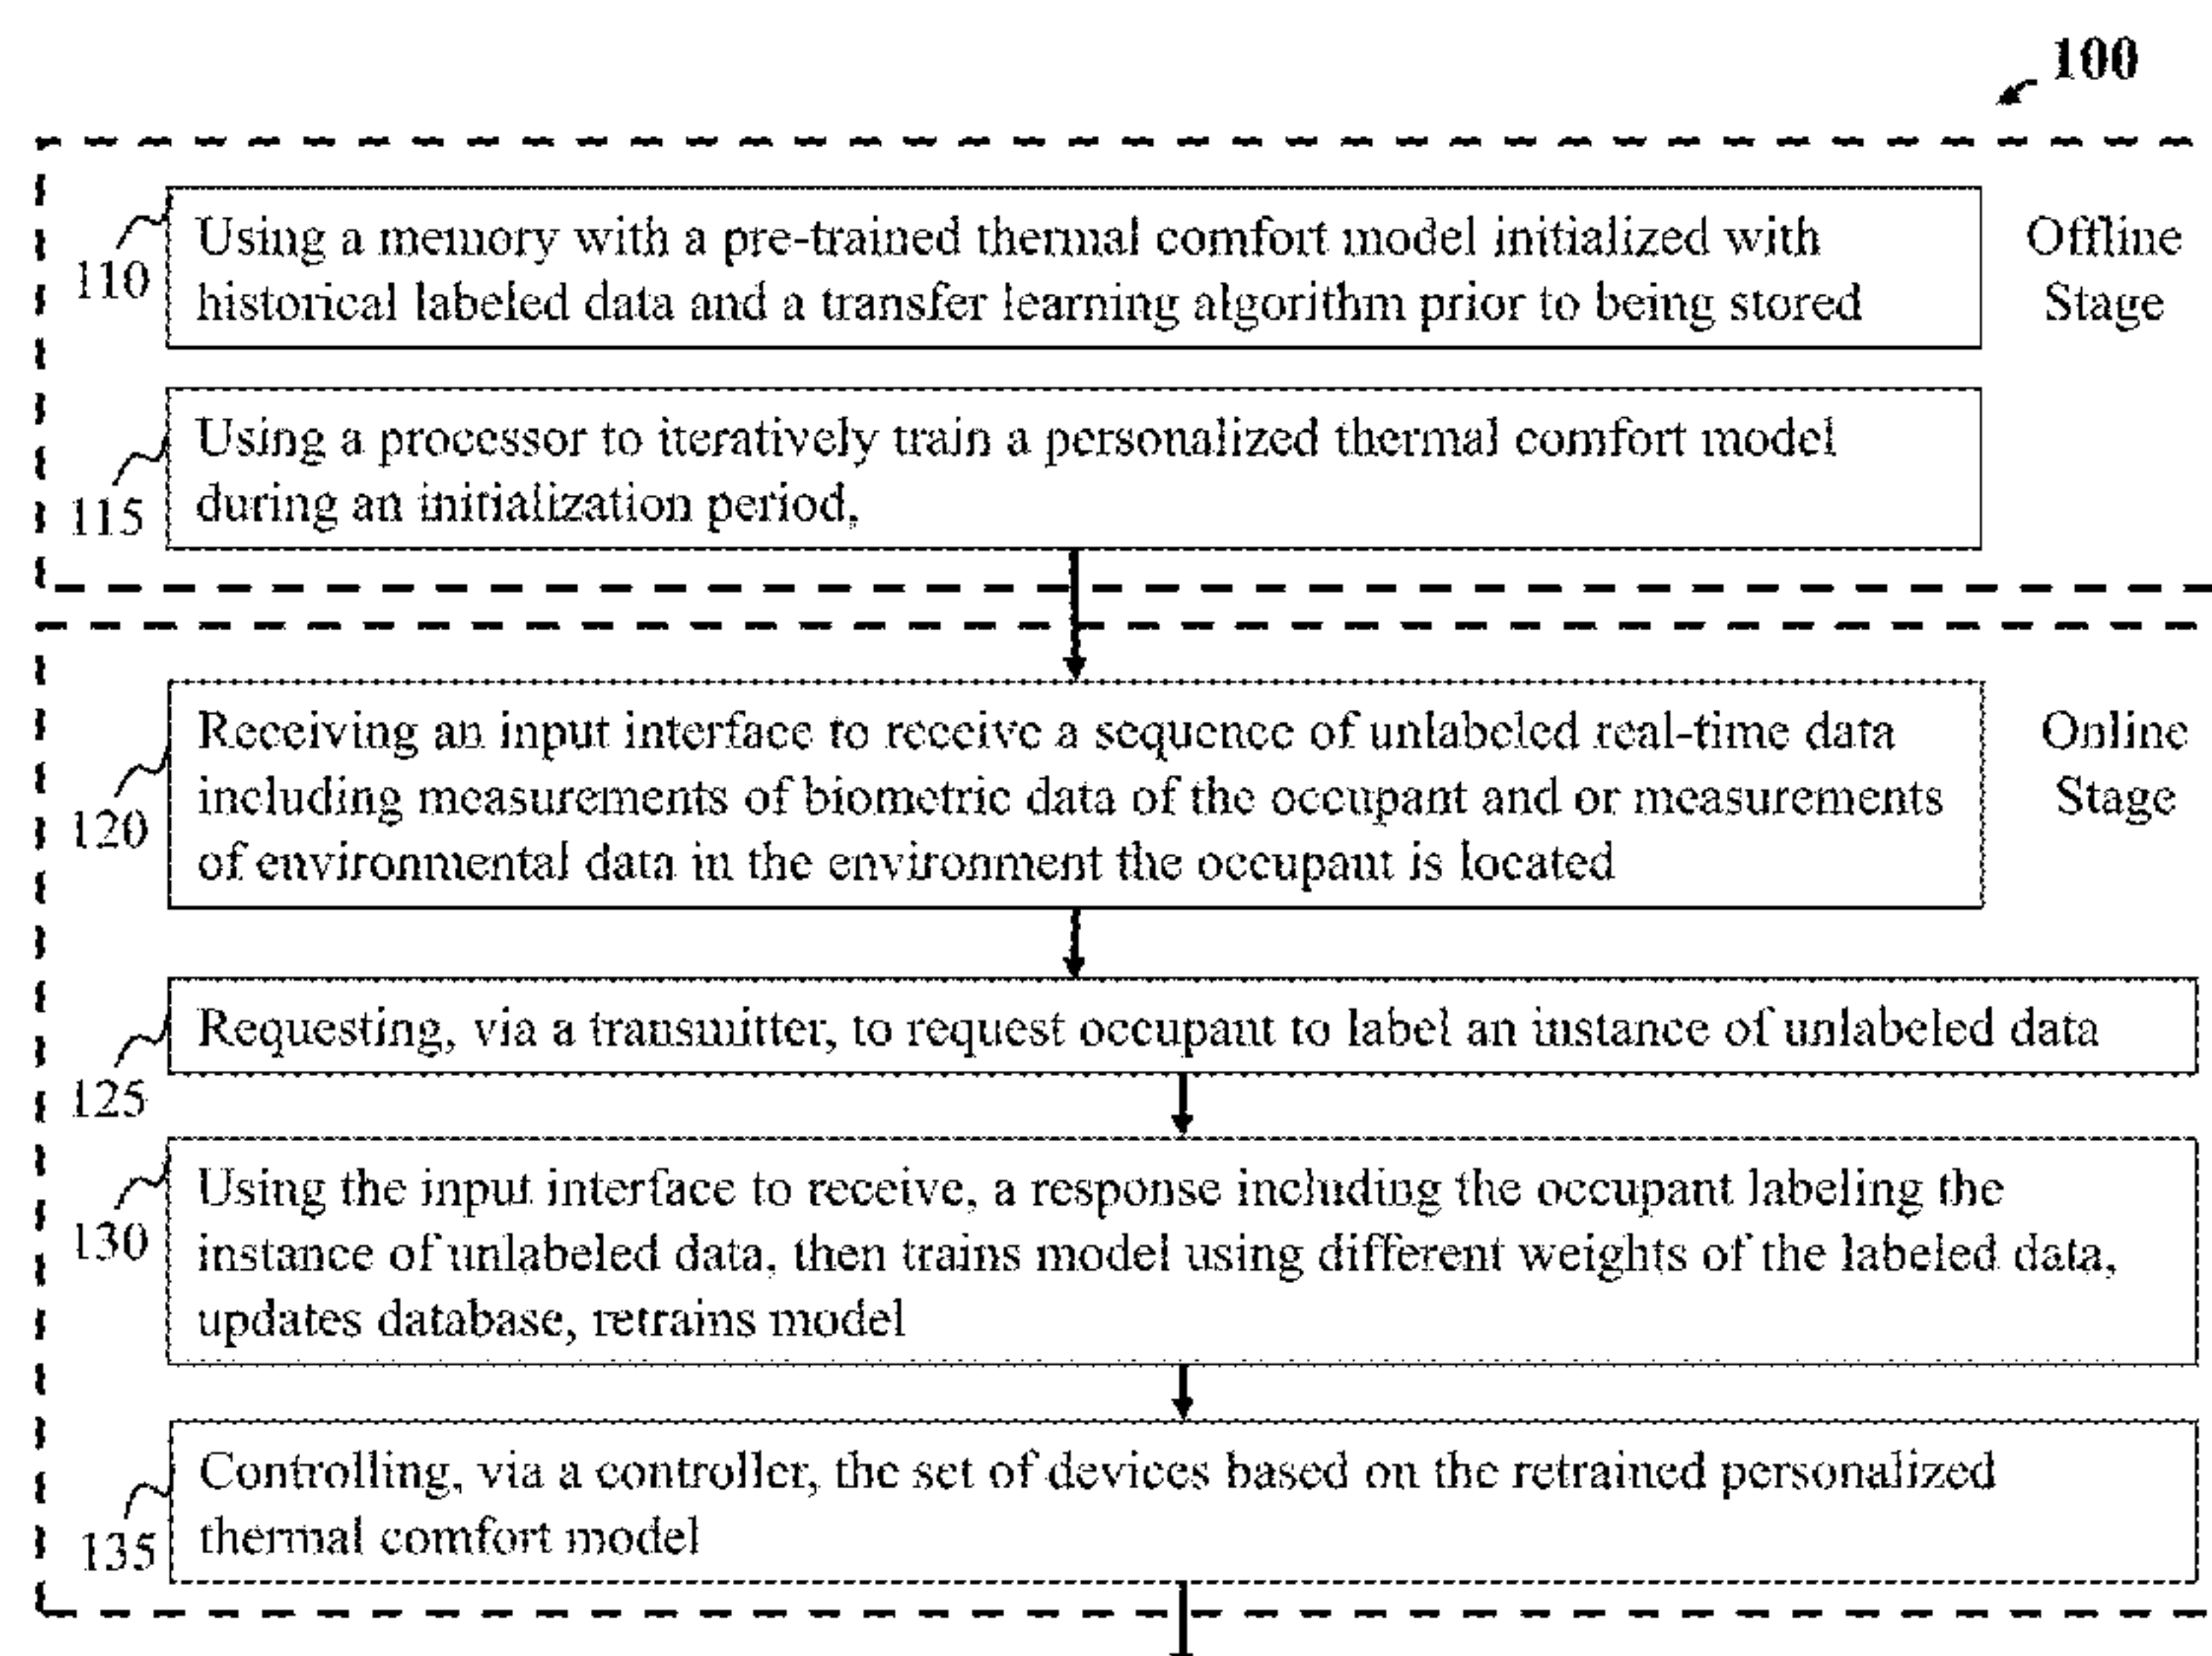 100
Using a memory with a pre-trained thermal comfort model initialized with
historical labeled data and a transfer learning algorithm prior to being stored
110
Offline
Stage
Using a processor to iteratively train a personalized thermal comfort model
during an initialization period,
115
Receiving an input interface to receive a sequence of unlabeled real-time data
including measurements of biometric data of the occupant and or measurements
of environmental data in the environment the occupant is located
120
Online
Stage
Requesting, via a transmitter, to request occupant to label an instance of unlabeled data
125
Using the input interface to receive, a response including the occupant labeling the
instance of unlabeled data, then trains model using different weights of the labeled data,
updates database, retrains model
130
Controlling, via a controller, the set of devices based on the retrained personalized
thermal comfort model
135